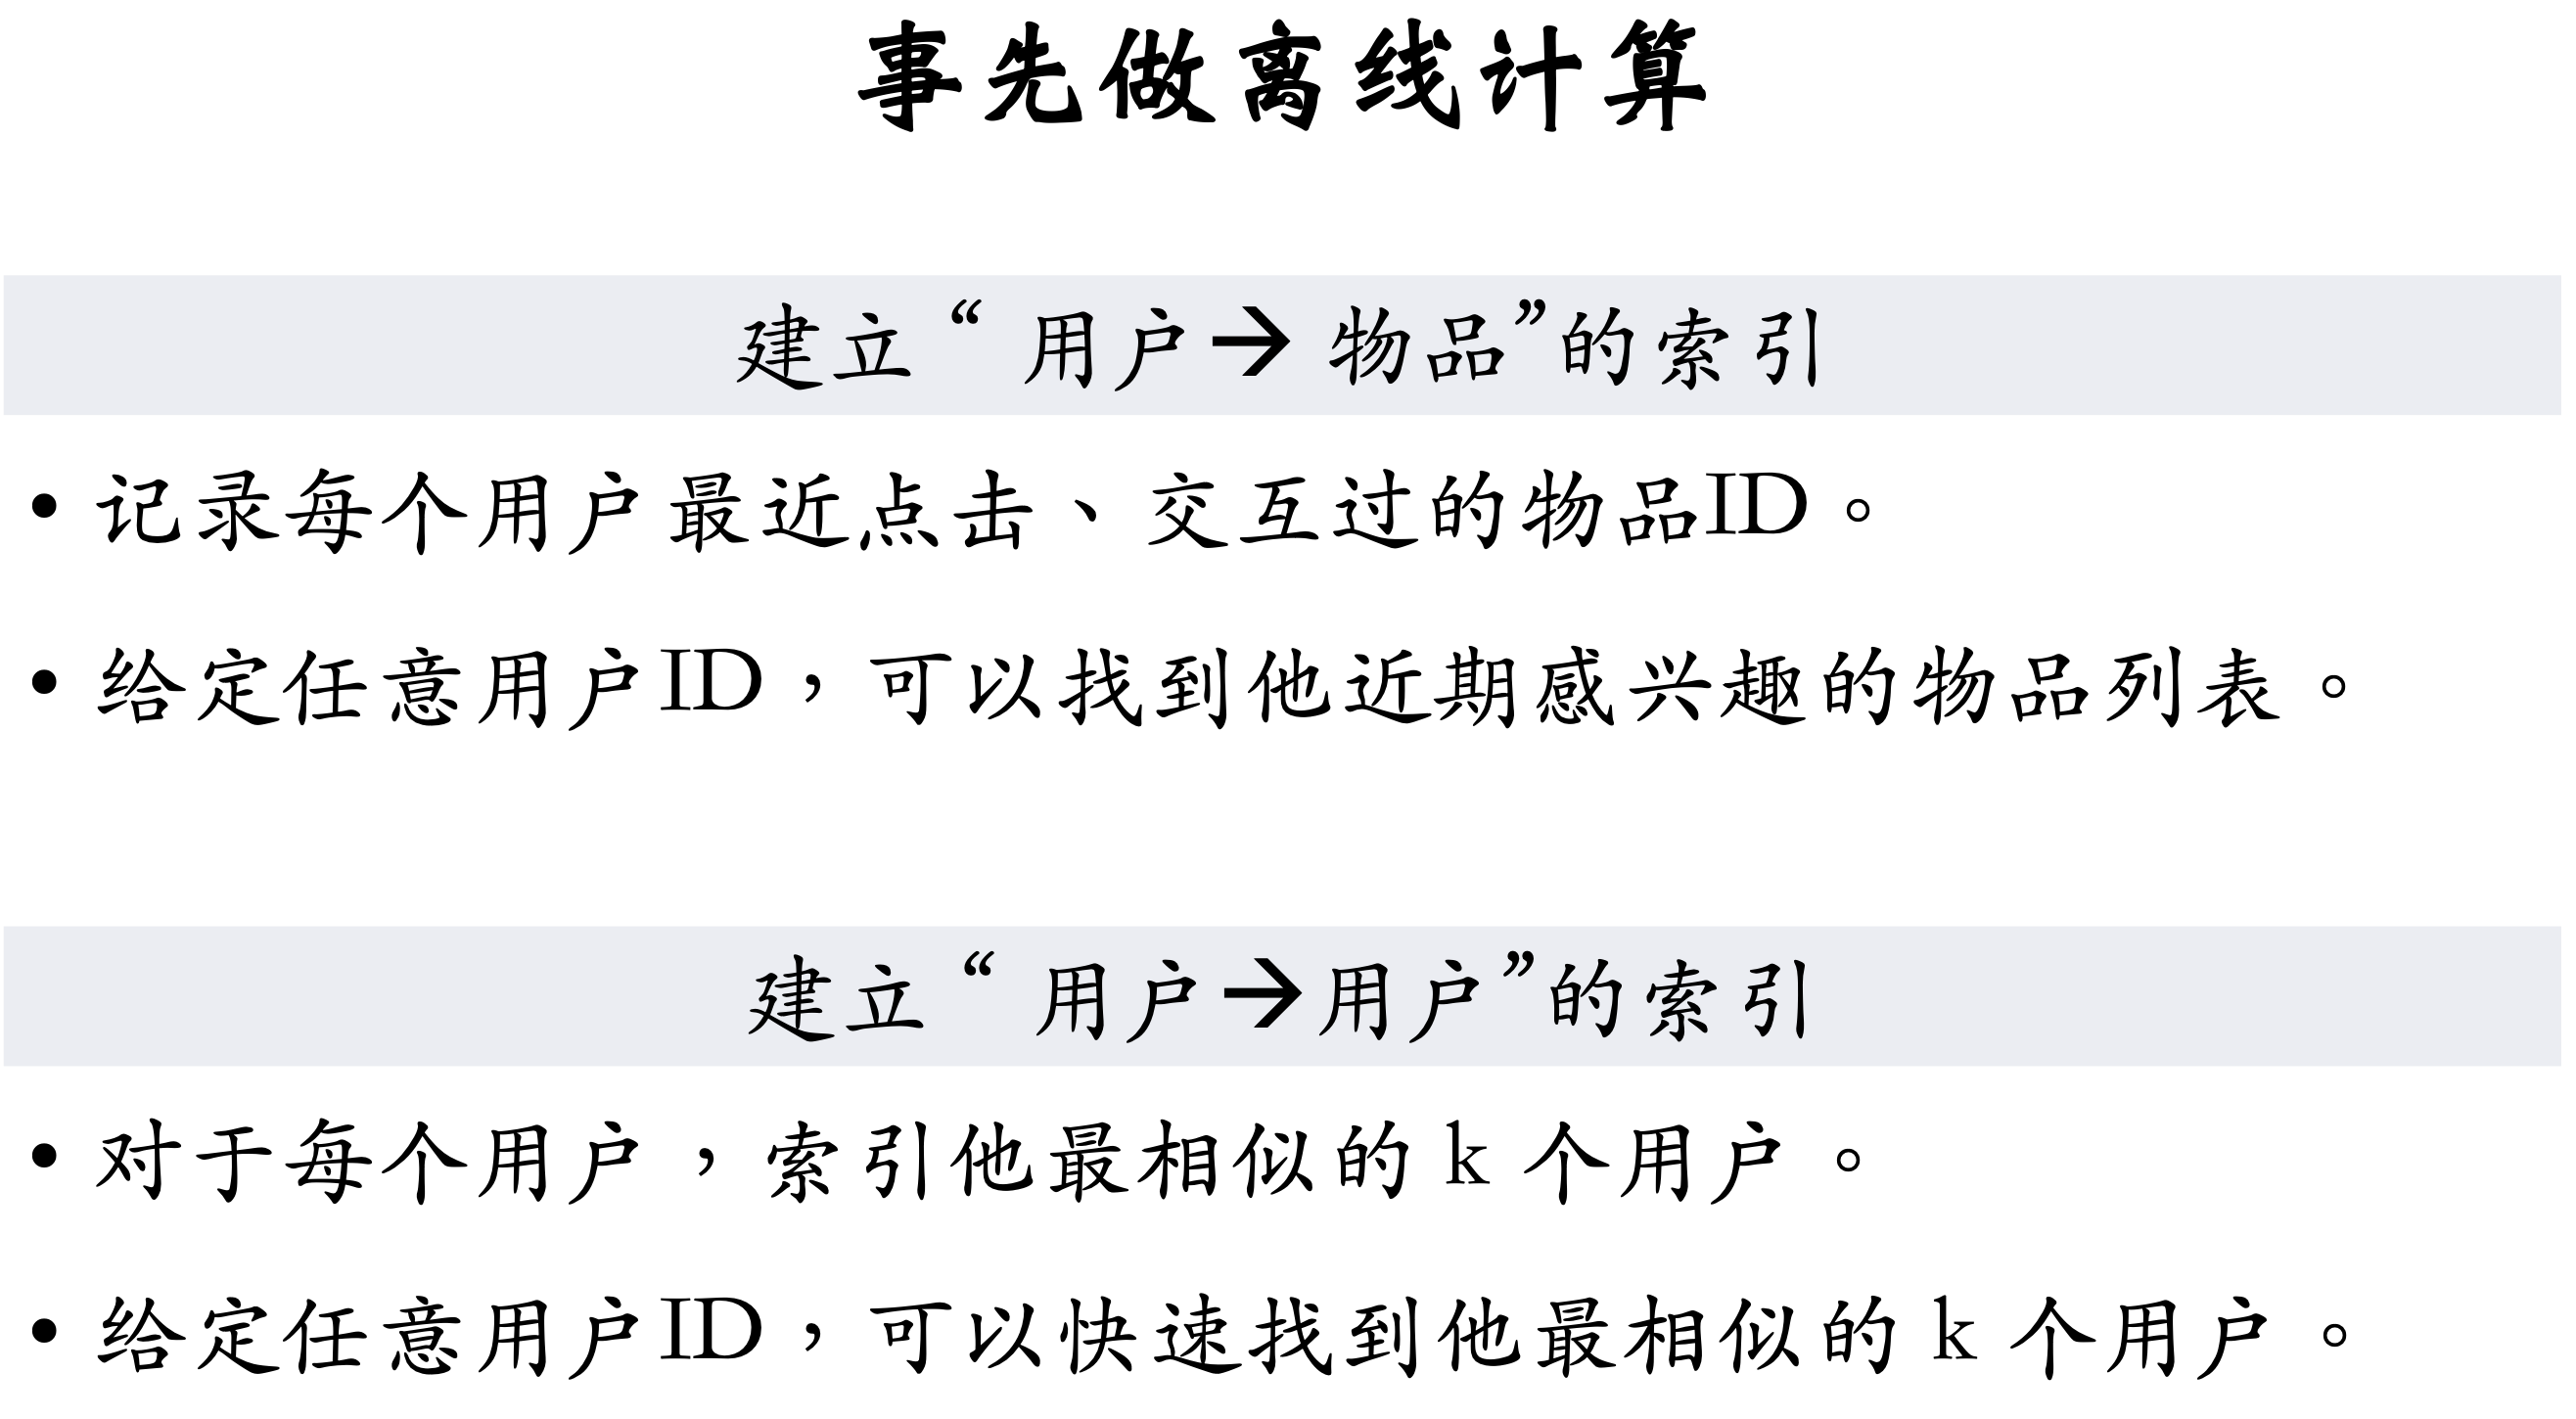 事先做离线计算
建立“用户→ 物品”的索引
• 记录每个用户最近点击、交互过的物品ID。
• 给定任意用户ID，可以找到他近期感兴趣的物品列表。
建立“用户→用户”的索引
• 对于每个用户，索引他最相似的 k 个用户。
• 给定任意用户ID，可以快速找到他最相似的 k 个用户。